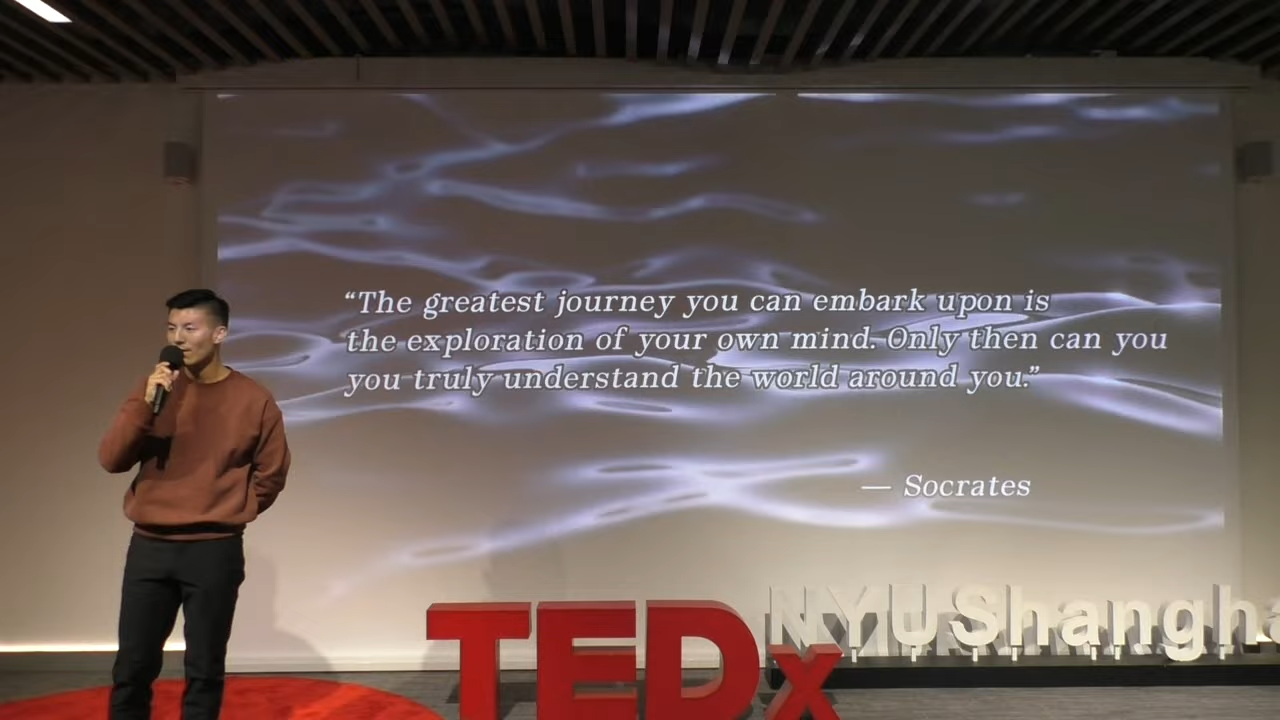 “The greatest journey you can embark upon is
the exploration of your own mind. Only then can you
you truly understand the world around you.”
— Socrates
TEDx
NYUShangha